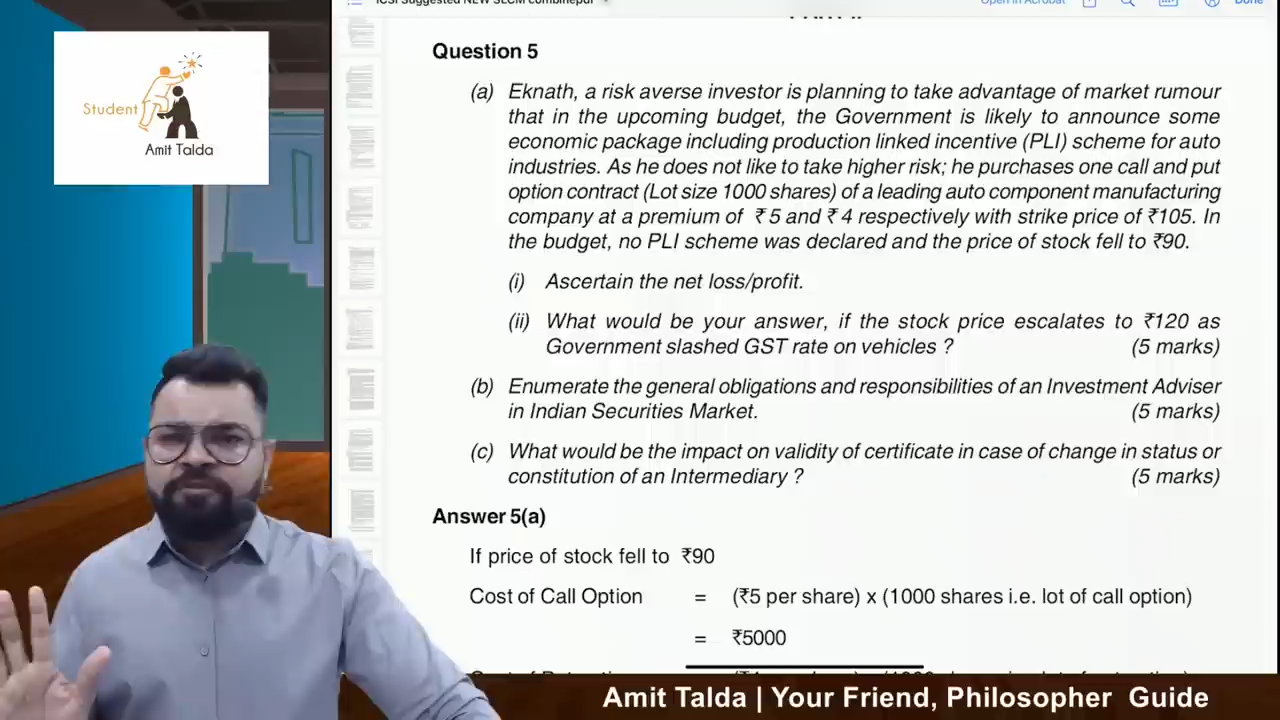 ICSI Suggested NEW SLCM combinepdf
Open in Acrobat
Done
Student
Amit Talda
Question 5
(a) Eknath, a risk averse investor, planning to take advantage of market rumour
that in the upcoming budget, the Government is likely to announce some
economic package including production linked incentive (PLI) scheme for auto
industries. As he does not like to take higher risk; he purchases one call and put
option contract (Lot size 1000 shares) of a leading auto component manufacturing
company at a premium of ₹ 5 and ₹ 4 respectively with strike price of ₹105. In
the budget, no PLI scheme was declared and the price of stock fell to ₹90.
(i) Ascertain the net loss/profit.
(ii) What would be your answer, if the stock price escalates to ₹120 as
Government slashed GST rate on vehicles ? (5 marks)
(b) Enumerate the general obligations and responsibilities of an Investment Adviser
in Indian Securities Market. (5 marks)
(c) What would be the impact on validity of certificate in case of change in status or
constitution of an Intermediary ? (5 marks)
Answer 5(a)
If price of stock fell to ₹90
Cost of Call Option = (₹5 per share) x (1000 shares i.e. lot of call option)
= ₹5000
Amit Talda | Your Friend, Philosopher Guide